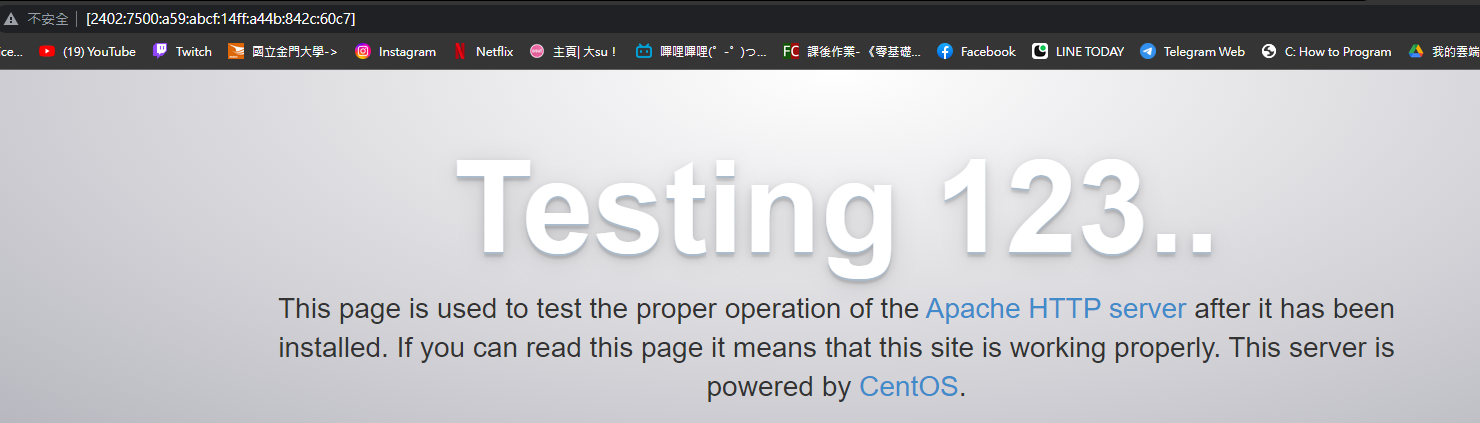 不安全 [2402:7500:a59:abcf:14ff:a44b:842c:60c7]
ice... (19) YouTube Twitch 國立金門大學-> Instagram Netflix 主頁| 大su! 嗶哩嗶哩(゜-゜)つ... FC 課後作業-《零基礎... Facebook LINE TODAY Telegram Web C: How to Program 我的雲端
Testing 123..
This page is used to test the proper operation of the Apache HTTP server after it has been
installed. If you can read this page it means that this site is working properly. This server is
powered by CentOS.